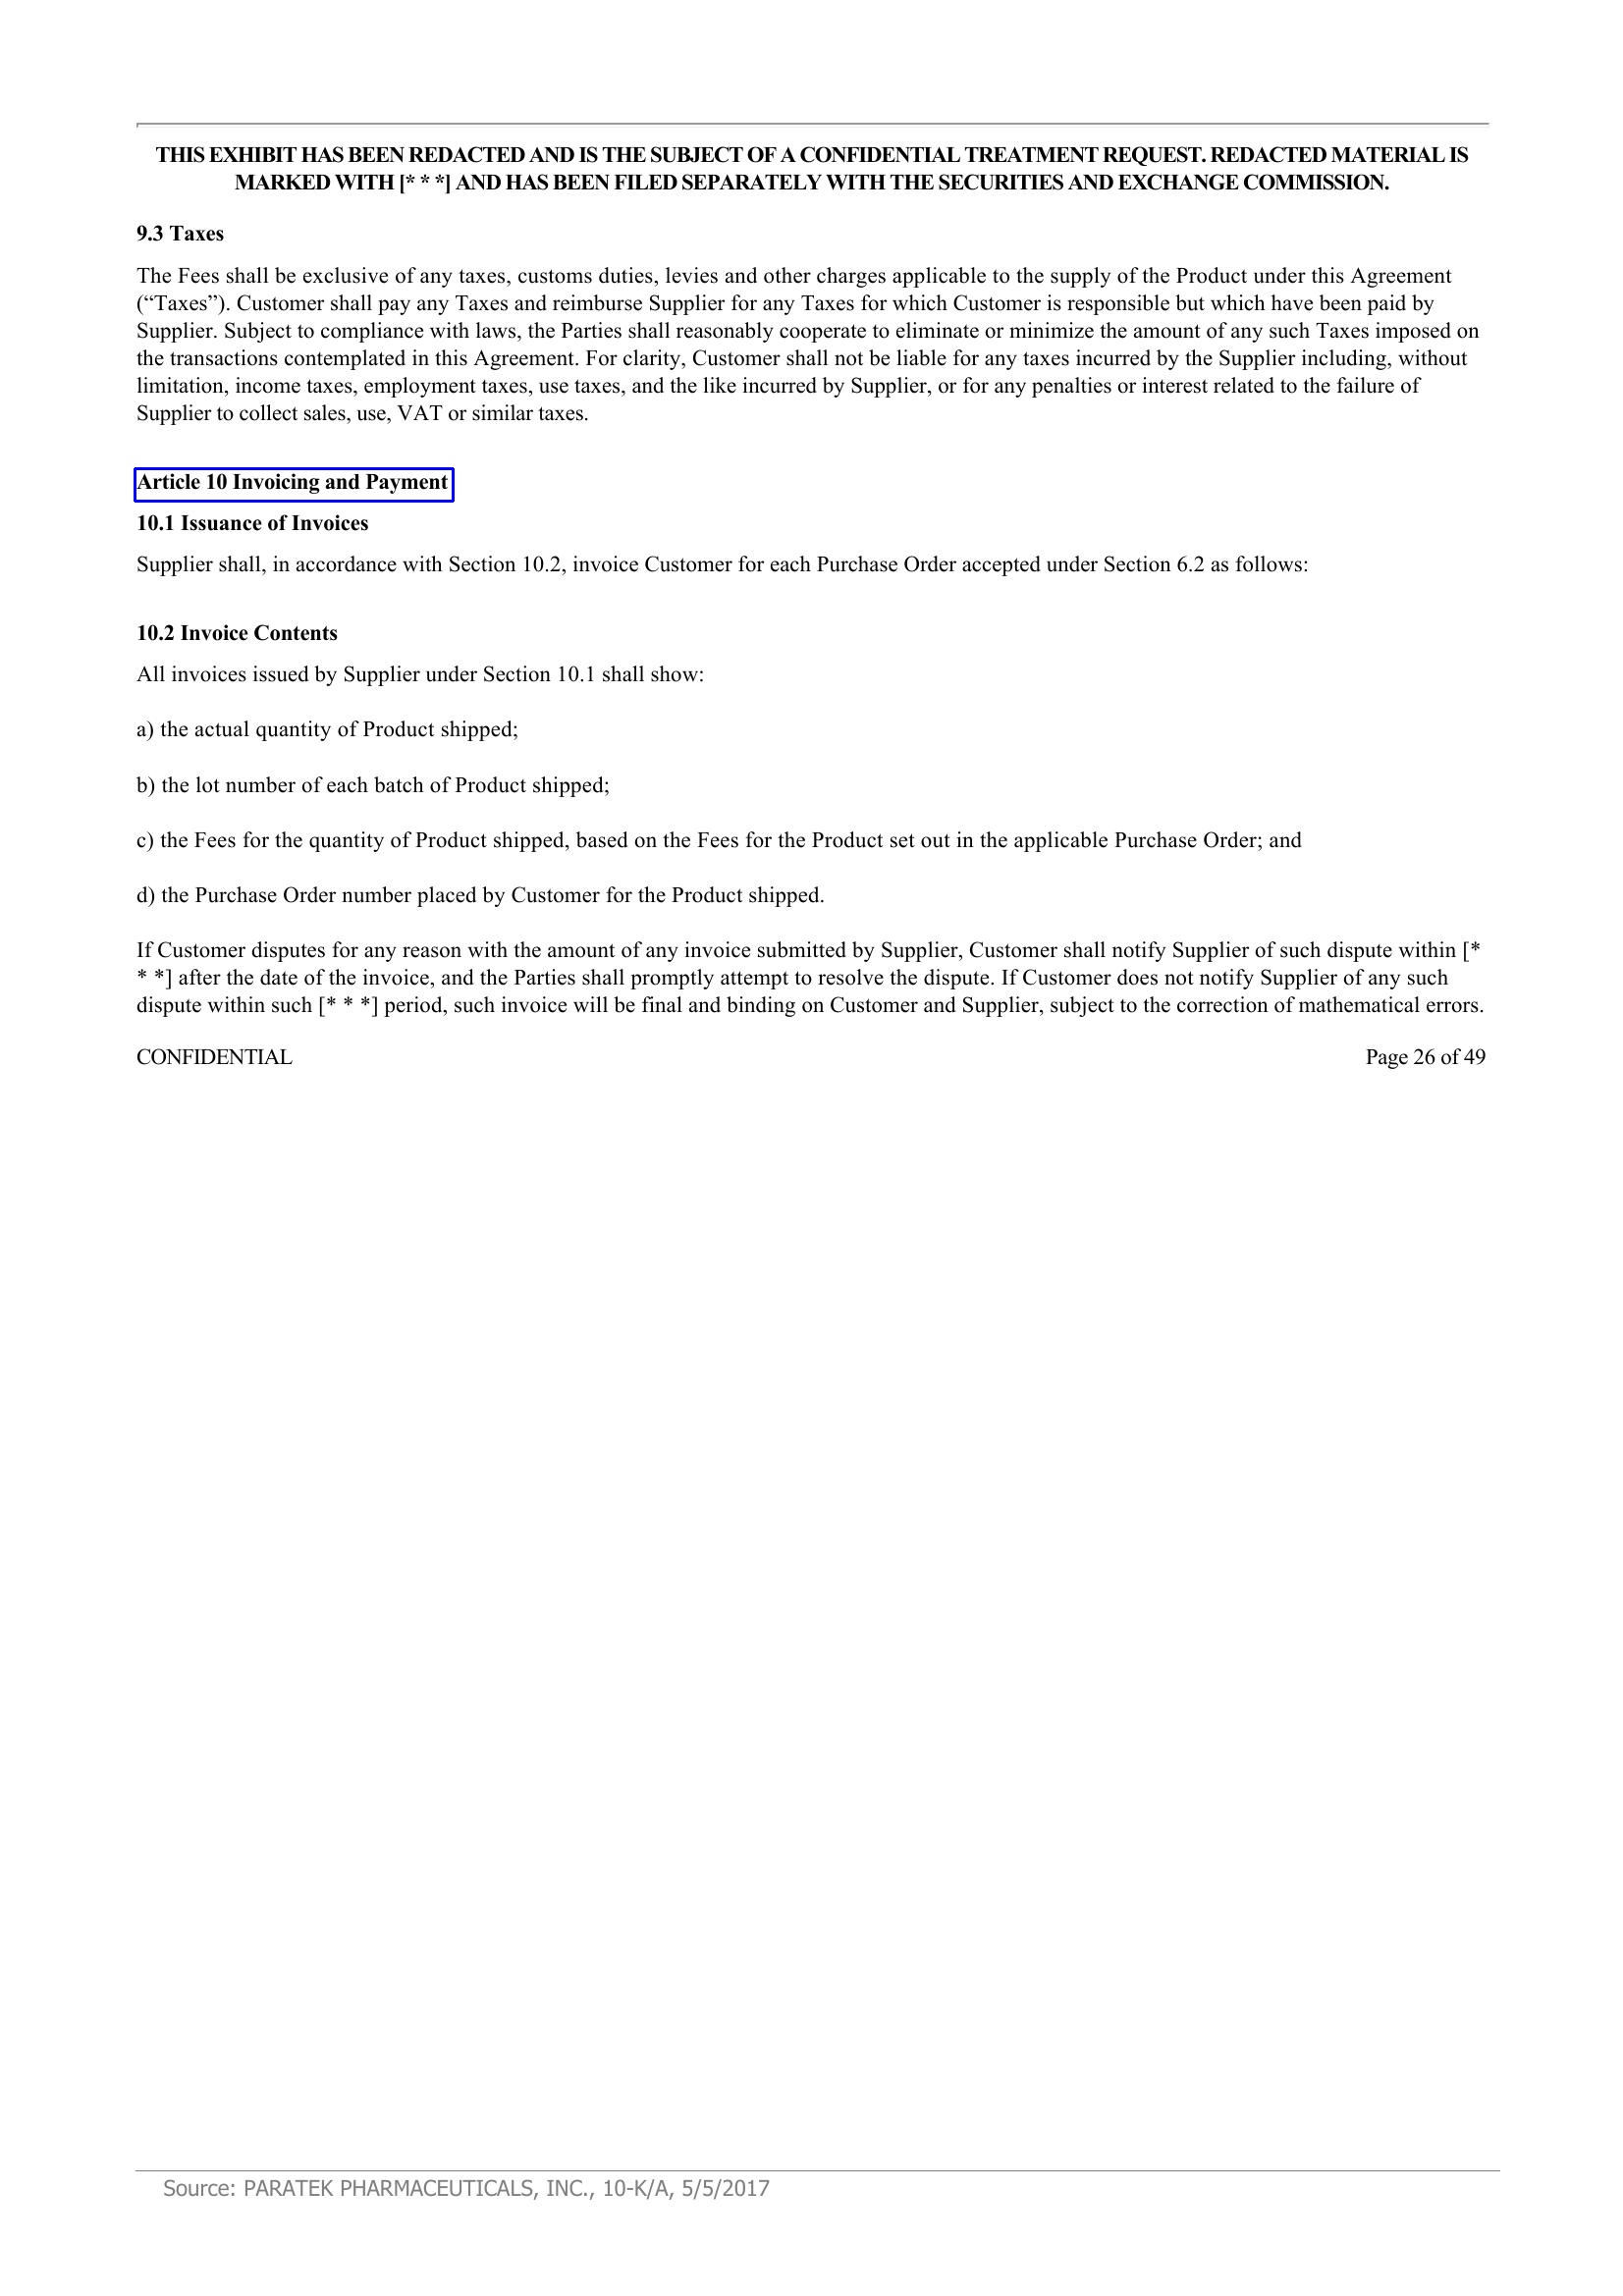 THIS EXHIBIT HAS BEEN REDACTED AND IS THE SUBJECT OF A CONFIDENTIAL TREATMENT REQUEST. REDACTED MATERIAL IS
MARKED WITH [* * *] AND HAS BEEN FILED SEPARATELY WITH THE SECURITIES AND EXCHANGE COMMISSION.
9.3 Taxes
The Fees shall be exclusive of any taxes, customs duties, levies and other charges applicable to the supply of the Product under this Agreement
(“Taxes”). Customer shall pay any Taxes and reimburse Supplier for any Taxes for which Customer is responsible but which have been paid by
Supplier. Subject to compliance with laws, the Parties shall reasonably cooperate to eliminate or minimize the amount of any such Taxes imposed on
the transactions contemplated in this Agreement. For clarity, Customer shall not be liable for any taxes incurred by the Supplier including, without
limitation, income taxes, employment taxes, use taxes, and the like incurred by Supplier, or for any penalties or interest related to the failure of
Supplier to collect sales, use, VAT or similar taxes.
Article 10 Invoicing and Payment
10.1 Issuance of Invoices
Supplier shall, in accordance with Section 10.2, invoice Customer for each Purchase Order accepted under Section 6.2 as follows:
10.2 Invoice Contents
All invoices issued by Supplier under Section 10.1 shall show:
a) the actual quantity of Product shipped;
b) the lot number of each batch of Product shipped;
c) the Fees for the quantity of Product shipped, based on the Fees for the Product set out in the applicable Purchase Order; and
d) the Purchase Order number placed by Customer for the Product shipped.
If Customer disputes for any reason with the amount of any invoice submitted by Supplier, Customer shall notify Supplier of such dispute within [*
* *] after the date of the invoice, and the Parties shall promptly attempt to resolve the dispute. If Customer does not notify Supplier of any such
dispute within such [* * *] period, such invoice will be final and binding on Customer and Supplier, subject to the correction of mathematical errors.
CONFIDENTIAL Page 26 of 49
Source: PARATEK PHARMACEUTICALS, INC., 10-K/A, 5/5/2017